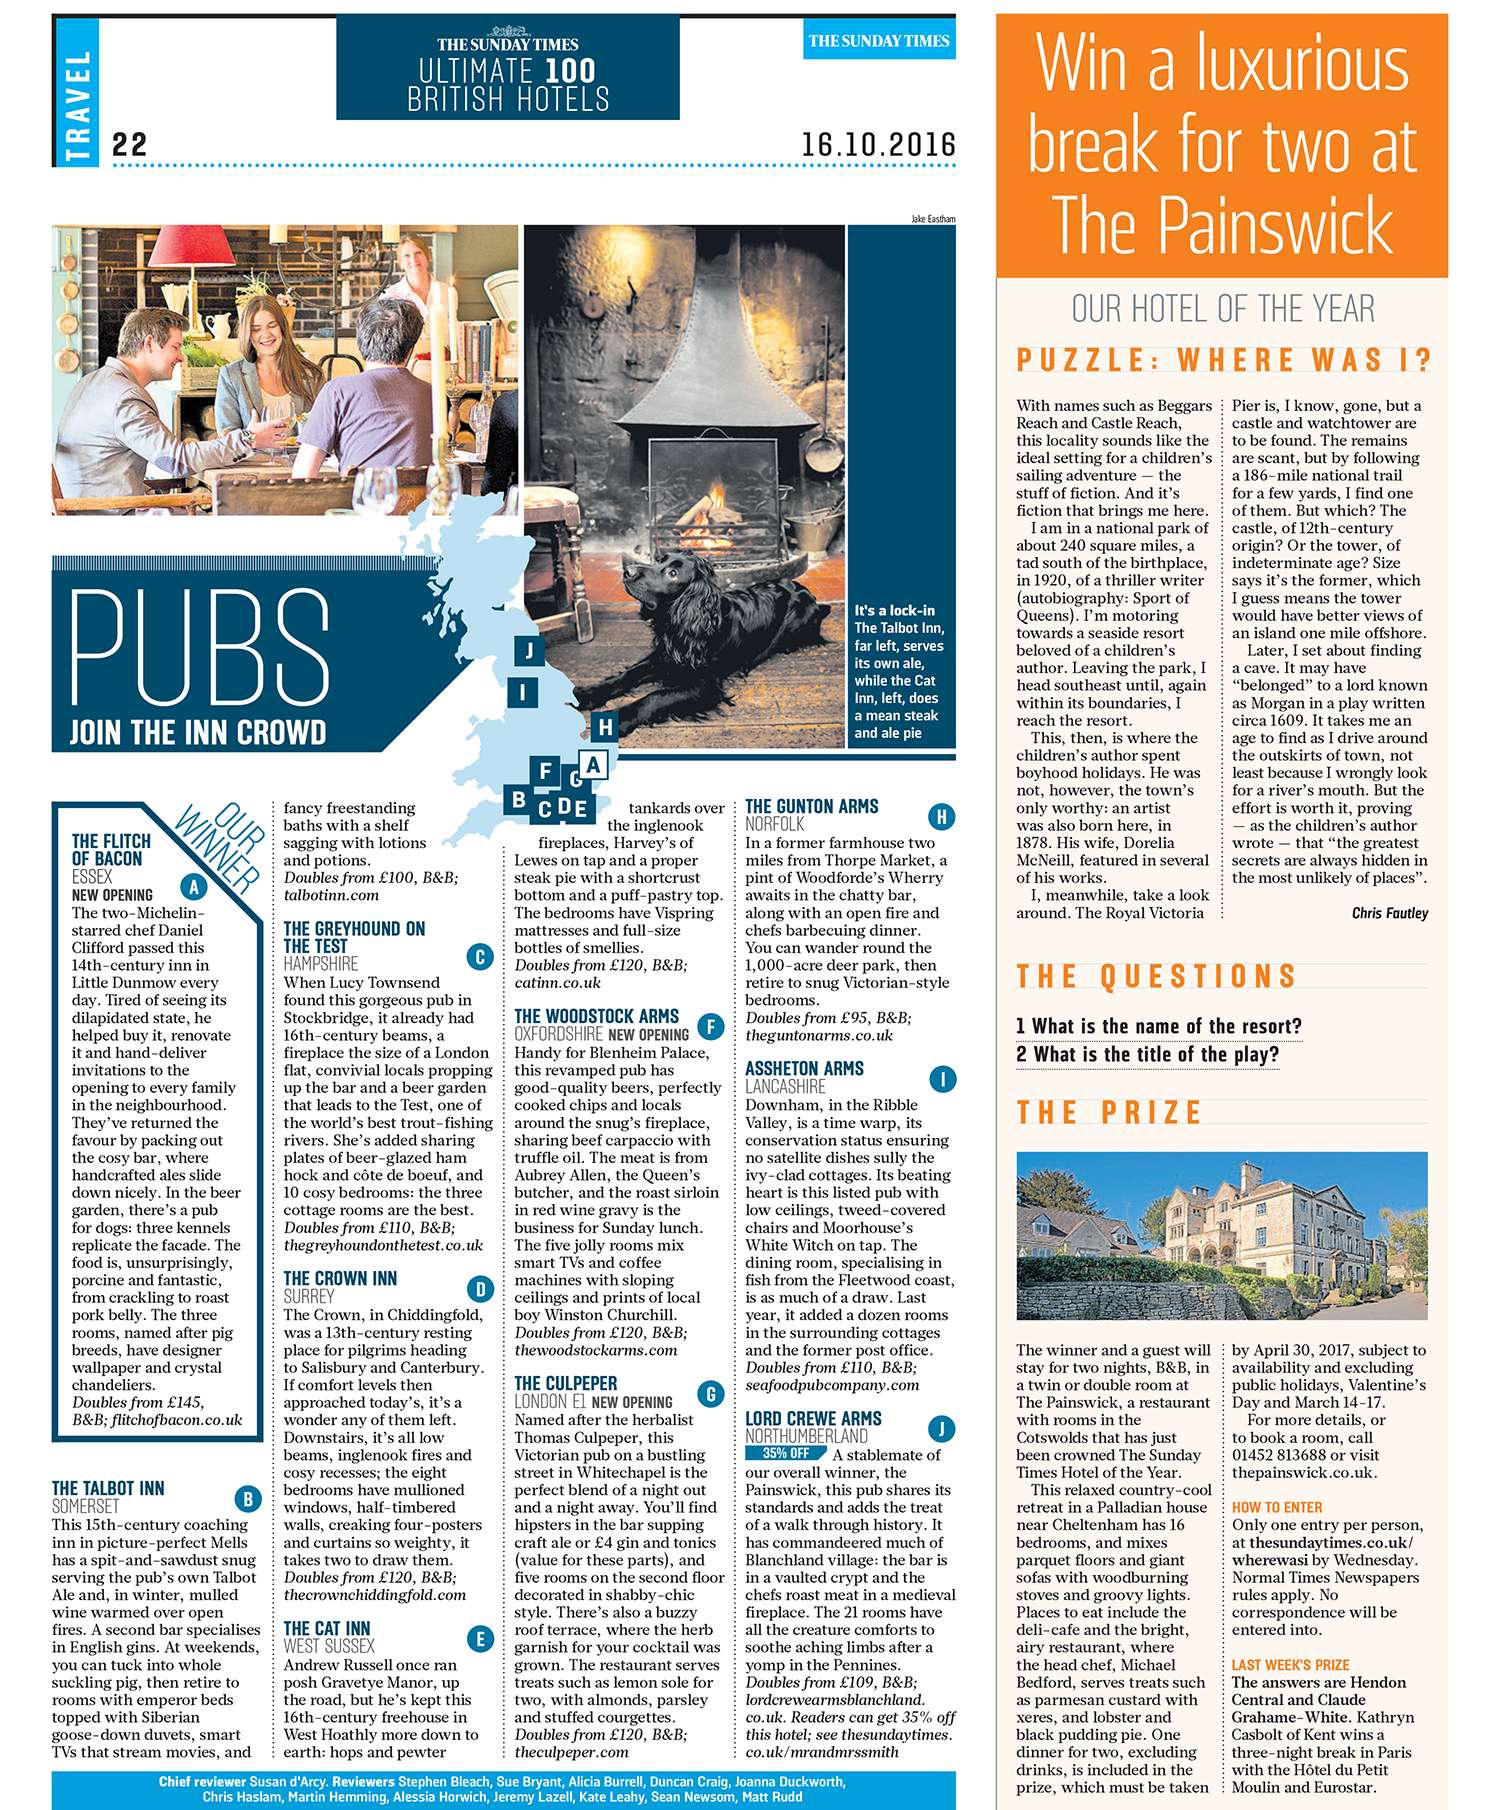 TRAVEL
THE SUNDAY TIMES
ULTIMATE 100
BRITISH HOTELS
THE SUNDAY TIMES
22
16.10.2016
Jake Eastham
PUBS
JOIN THE INN CROWD
It's a lock-in
The Talbot Inn,
far left, serves
its own ale,
while the Cat
Inn, left, does
a mean steak
and ale pie
J
I
H
F
G
A
B
C
D
E
OUR
WINNER
THE FLITCH
OF BACON
ESSEX
NEW OPENING
A
The two-Michelin-
starred chef Daniel
Clifford passed this
14th-century inn in
Little Dunmow every
day. Tired of seeing its
dilapidated state, he
helped buy it, renovate
it and hand-deliver
invitations to the
opening to every family
in the neighbourhood.
They've returned the
favour by packing out
the cosy bar, where
handcrafted ales slide
down nicely. In the beer
garden, there's a pub
for dogs: three kennels
replicate the facade. The
food is, unsurprisingly,
porcine and fantastic,
from crackling to roast
pork belly. The three
rooms, named after pig
breeds, have designer
wallpaper and crystal
chandeliers.
Doubles from £145,
B&B; flitchofbacon.co.uk
THE TALBOT INN
SOMERSET
B
This 15th-century coaching
inn in picture-perfect Mells
has a spit-and-sawdust snug
serving the pub's own Talbot
Ale and, in winter, mulled
wine warmed over open
fires. A second bar specialises
in English gins. At weekends,
you can tuck into whole
suckling pig, then retire to
rooms with emperor beds
topped with Siberian
goose-down duvets, smart
TVs that stream movies, and
fancy freestanding
baths with a shelf
sagging with lotions
and potions.
Doubles from £100, B&B;
talbotinn.com
THE GREYHOUND ON
THE TEST
HAMPSHIRE
C
When Lucy Townsend
found this gorgeous pub in
Stockbridge, it already had
16th-century beams, a
fireplace the size of a London
flat, convivial locals propping
up the bar and a beer garden
that leads to the Test, one of
the world's best trout-fishing
rivers. She's added sharing
plates of beer-glazed ham
hock and côte de boeuf, and
10 cosy bedrooms: the three
cottage rooms are the best.
Doubles from £110, B&B;
thegreyhoundonthetest.co.uk
THE CROWN INN
SURREY
D
The Crown, in Chiddingfold,
was a 13th-century resting
place for pilgrims heading
to Salisbury and Canterbury.
If comfort levels then
approached today's, it's a
wonder any of them left.
Downstairs, it's all low
beams, inglenook fires and
cosy recesses; the eight
bedrooms have mullioned
windows, half-timbered
walls, creaking four-posters
and curtains so weighty, it
takes two to draw them.
Doubles from £120, B&B;
thecrownchiddingfold.com
THE CAT INN
WEST SUSSEX
E
Andrew Russell once ran
posh Gravetye Manor, up
the road, but he's kept this
16th-century freehouse in
West Hoathly more down to
earth: hops and pewter
tankards over
the inglenook
fireplaces, Harvey's of
Lewes on tap and a proper
steak pie with a shortcrust
bottom and a puff-pastry top.
The bedrooms have Vispring
mattresses and full-size
bottles of smellies.
Doubles from £120, B&B;
catinn.co.uk
THE WOODSTOCK ARMS
OXFORDSHIRE NEW OPENING
F
Handy for Blenheim Palace,
this revamped pub has
good-quality beers, perfectly
cooked chips and locals
around the snug's fireplace,
sharing beef carpaccio with
truffle oil. The meat is from
Aubrey Allen, the Queen's
butcher, and the roast sirloin
in red wine gravy is the
business for Sunday lunch.
The five jolly rooms mix
smart TVs and coffee
machines with sloping
ceilings and prints of local
boy Winston Churchill.
Doubles from £120, B&B;
thewoodstockarms.com
THE CULPEPER
LONDON E1 NEW OPENING
G
Named after the herbalist
Thomas Culpeper, this
Victorian pub on a bustling
street in Whitechapel is the
perfect blend of a night out
and a night away. You'll find
hipsters in the bar supping
craft ale or £4 gin and tonics
(value for these parts), and
five rooms on the second floor
decorated in shabby-chic
style. There's also a buzzy
roof terrace, where the herb
garnish for your cocktail was
grown. The restaurant serves
treats such as lemon sole for
two, with almonds, parsley
and stuffed courgettes.
Doubles from £120, B&B;
theculpeper.com
THE GUNTON ARMS
NORFOLK
H
In a former farmhouse two
miles from Thorpe Market, a
pint of Woodforde's Wherry
awaits in the chatty bar,
along with an open fire and
chefs barbecuing dinner.
You can wander round the
1,000-acre deer park, then
retire to snug Victorian-style
bedrooms.
Doubles from £95, B&B;
theguntonarms.co.uk
ASSHETON ARMS
LANCASHIRE
I
Downham, in the Ribble
Valley, is a time warp, its
conservation status ensuring
no satellite dishes sully the
ivy-clad cottages. Its beating
heart is this listed pub with
low ceilings, tweed-covered
chairs and Moorhouse's
White Witch on tap. The
dining room, specialising in
fish from the Fleetwood coast,
is as much of a draw. Last
year, it added a dozen rooms
in the surrounding cottages
and the former post office.
Doubles from £110, B&B;
seafoodpubcompany.com
LORD CREWE ARMS
NORTHUMBERLAND
J
35% OFF A stablemate of
our overall winner, the
Painswick, this pub shares its
standards and adds the treat
of a walk through history. It
has commandeered much of
Blanchland village: the bar is
in a vaulted crypt and the
chefs roast meat in a medieval
fireplace. The 21 rooms have
all the creature comforts to
soothe aching limbs after a
yomp in the Pennines.
Doubles from £109, B&B;
lordcrewearmsblanchland.
co.uk. Readers can get 35% off
this hotel; see thesundaytimes.
co.uk/mrandmrssmith
Chief reviewer Susan d'Arcy. Reviewers Stephen Bleach, Sue Bryant, Alicia Burrell, Duncan Craig, Joanna Duckworth,
Chris Haslam, Martin Hemming, Alessia Horwich, Jeremy Lazell, Kate Leahy, Sean Newsom, Matt Rudd
Win a luxurious
break for two at
The Painswick
OUR HOTEL OF THE YEAR
PUZZLE: WHERE WAS I?
With names such as Beggars
Reach and Castle Reach,
this locality sounds like the
ideal setting for a children's
sailing adventure — the
stuff of fiction. And it's
fiction that brings me here.
I am in a national park of
about 240 square miles, a
tad south of the birthplace,
in 1920, of a thriller writer
(autobiography: Sport of
Queens). I'm motoring
towards a seaside resort
beloved of a children's
author. Leaving the park, I
head southeast until, again
within its boundaries, I
reach the resort.
This, then, is where the
children's author spent
boyhood holidays. He was
not, however, the town's
only worthy: an artist
was also born here, in
1878. His wife, Dorelia
McNeill, featured in several
of his works.
I, meanwhile, take a look
around. The Royal Victoria
Pier is, I know, gone, but a
castle and watchtower are
to be found. The remains
are scant, but by following
a 186-mile national trail
for a few yards, I find one
of them. But which? The
castle, of 12th-century
origin? Or the tower, of
indeterminate age? Size
says it's the former, which
I guess means the tower
would have better views of
an island one mile offshore.
Later, I set about finding
a cave. It may have
"belonged" to a lord known
as Morgan in a play written
circa 1609. It takes me an
age to find as I drive around
the outskirts of town, not
least because I wrongly look
for a river's mouth. But the
effort is worth it, proving
— as the children's author
wrote — that "the greatest
secrets are always hidden in
the most unlikely of places".
Chris Fautley
THE QUESTIONS
1 What is the name of the resort?
2 What is the title of the play?
THE PRIZE
The winner and a guest will
stay for two nights, B&B, in
a twin or double room at
The Painswick, a restaurant
with rooms in the
Cotswolds that has just
been crowned The Sunday
Times Hotel of the Year.
This relaxed country-cool
retreat in a Palladian house
near Cheltenham has 16
bedrooms, and mixes
parquet floors and giant
sofas with woodburning
stoves and groovy lights.
Places to eat include the
deli-cafe and the bright,
airy restaurant, where
the head chef, Michael
Bedford, serves treats such
as parmesan custard with
xeres, and lobster and
black pudding pie. One
dinner for two, excluding
drinks, is included in the
prize, which must be taken
by April 30, 2017, subject to
availability and excluding
public holidays, Valentine's
Day and March 14-17.
For more details, or
to book a room, call
01452 813688 or visit
thepainswick.co.uk.
HOW TO ENTER
Only one entry per person,
at thesundaytimes.co.uk/
wherewasi by Wednesday.
Normal Times Newspapers
rules apply. No
correspondence will be
entered into.
LAST WEEK'S PRIZE
The answers are Hendon
Central and Claude
Grahame-White. Kathryn
Casbolt of Kent wins a
three-night break in Paris
with the Hôtel du Petit
Moulin and Eurostar.